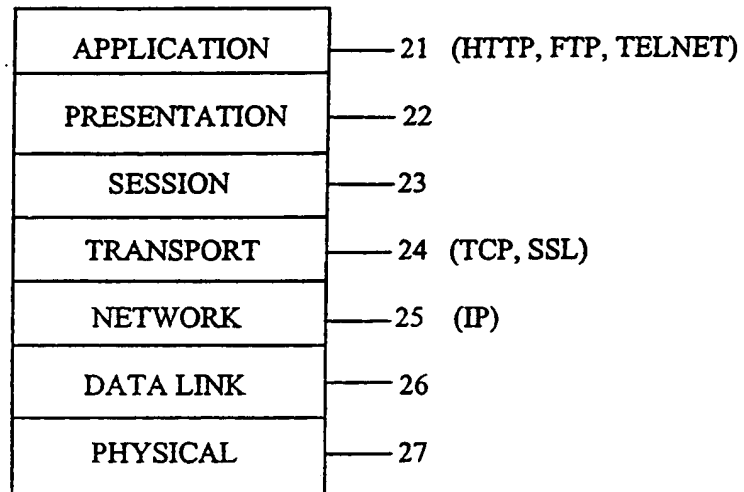 APPLICATION 21 (HTTP, FTP, TELNET)
PRESENTATION 22
SESSION 23
TRANSPORT 24 (TCP, SSL)
NETWORK 25 (IP)
DATA LINK 26
PHYSICAL 27